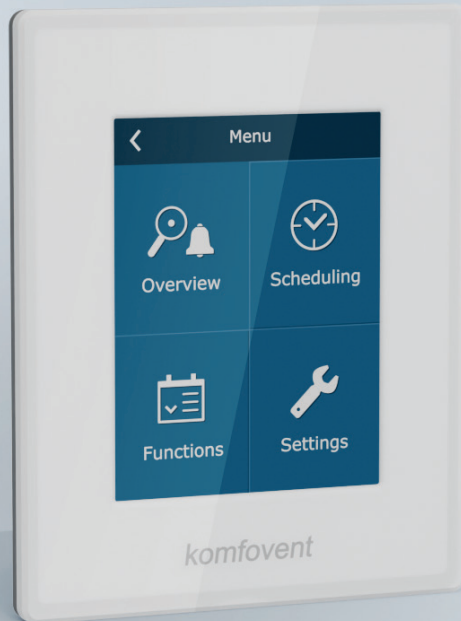 Menu
Overview
Scheduling
Functions
Settings
komfovent